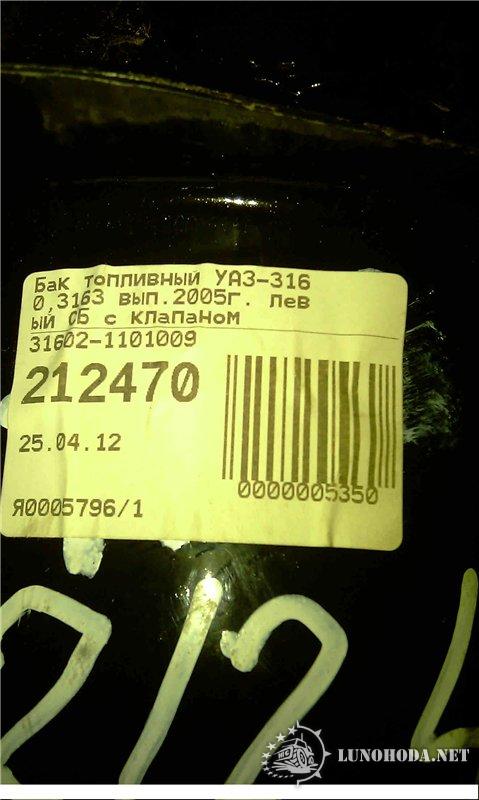 Бак топливный УАЗ-316
0,3163 вып.2005г. лев
ый СБ с клапаном
31602-1101009
212470
25.04.12
0000005350
Я0005796/1
212
LUNOHODA.NET